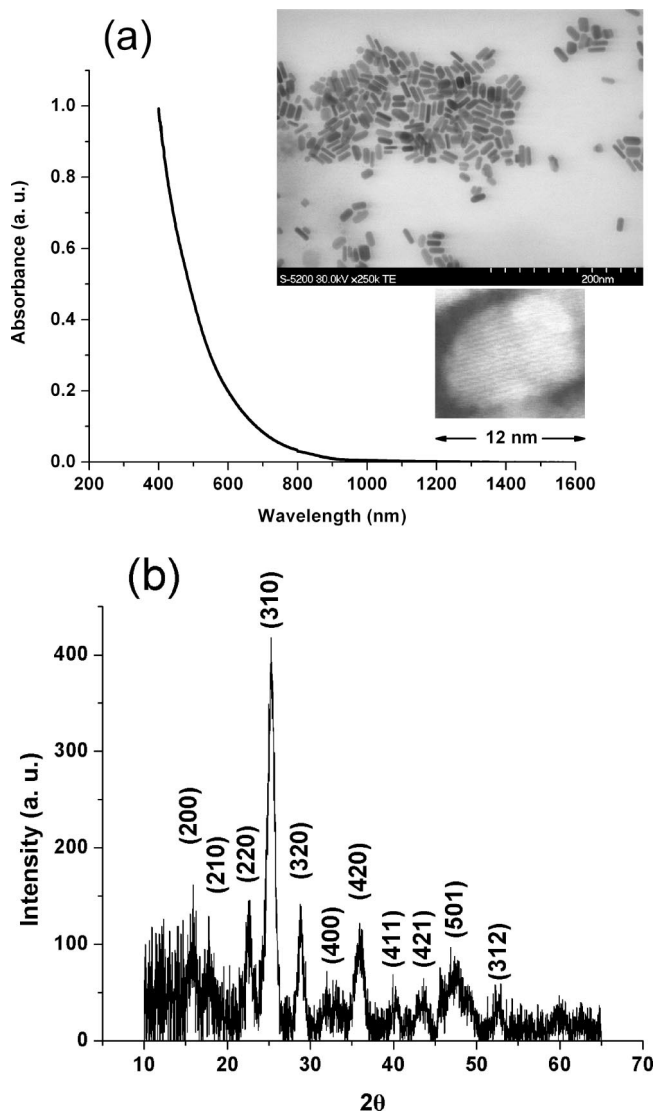 (a)
Absorbance (a. u.)
1.0
0.8
0.6
0.4
0.2
0.0
200 400 600 800 1000 1200 1400 1600
Wavelength (nm)
S-5200 30.0kV x250k TE 200nm
12 nm
(b)
Intensity (a. u.)
400
300
200
100
0
(200)
(210)
(220)
(310)
(320)
(400)
(420)
(411)
(421)
(501)
(312)
10 20 30 40 50 60 70
2θ